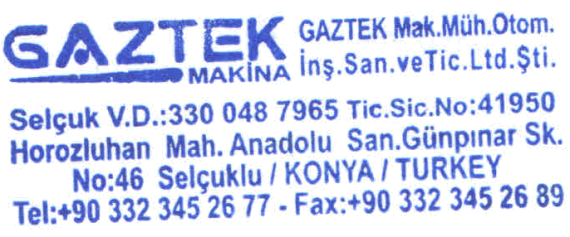 GAZTEK GAZTEK Mak.Müh.Otom.
MAKİNA İnş.San.veTic.Ltd.Şti.
Selçuk V.D.:330 048 7965 Tic.Sic.No:41950
Horozluhan Mah. Anadolu San.Günpınar Sk.
No:46 Selçuklu / KONYA / TURKEY
Tel:+90 332 345 26 77 - Fax:+90 332 345 26 89